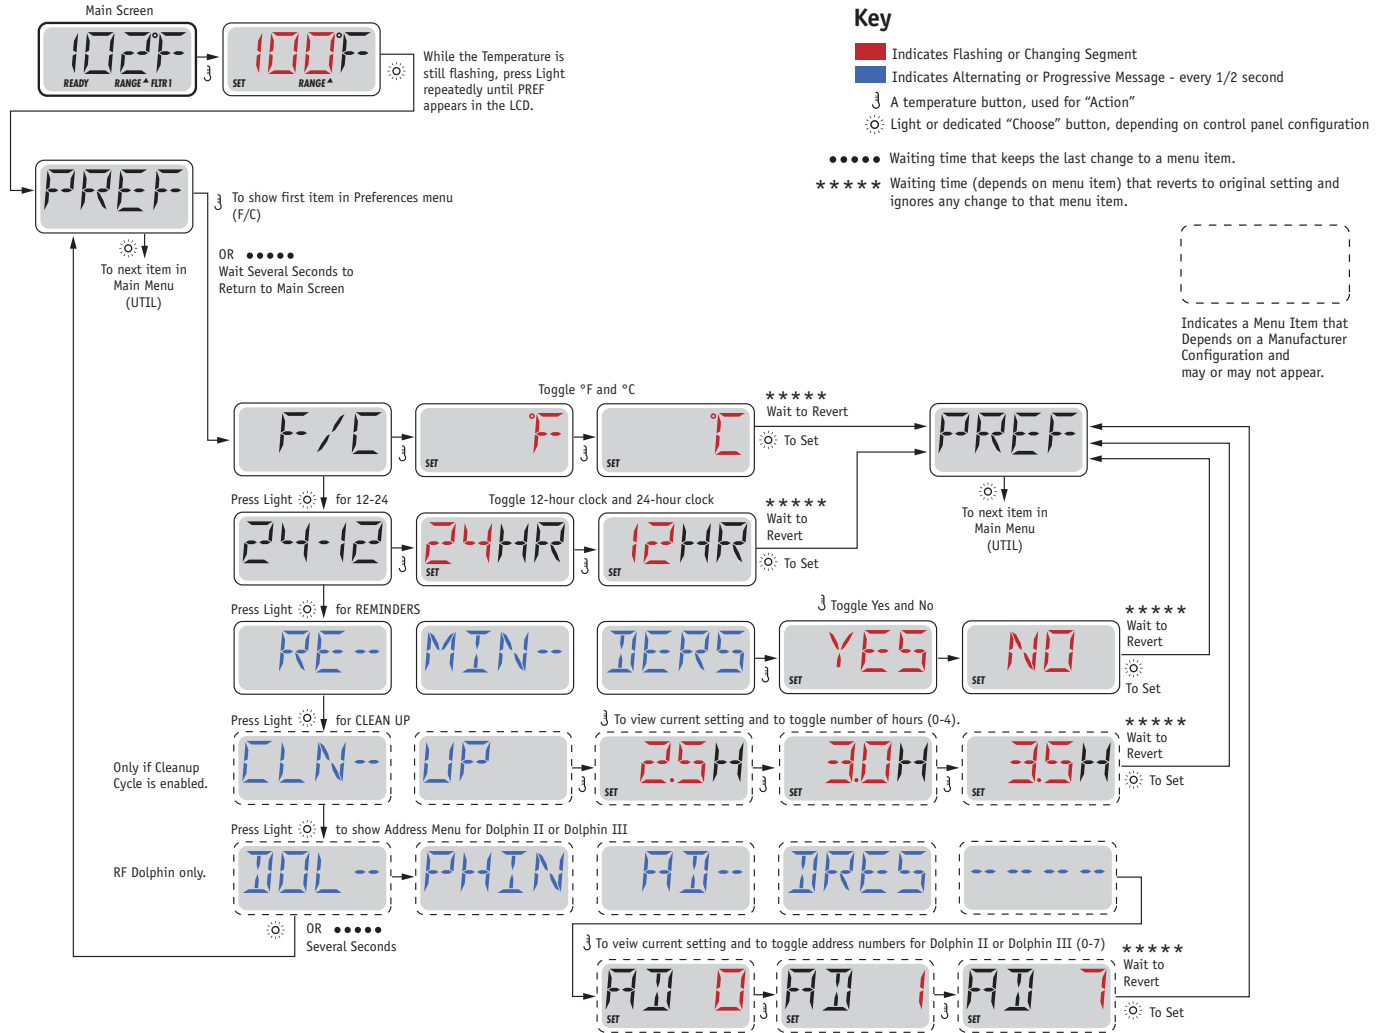 Main Screen
102°F
READY RANGE FLTR1
100°F
SET RANGE
While the Temperature is
still flashing, press Light
repeatedly until PREF
appears in the LCD.
Key
Indicates Flashing or Changing Segment
Indicates Alternating or Progressive Message - every 1/2 second
A temperature button, used for “Action”
Light or dedicated “Choose” button, depending on control panel configuration
••••• Waiting time that keeps the last change to a menu item.
***** Waiting time (depends on menu item) that reverts to original setting and
ignores any change to that menu item.
Indicates a Menu Item that
Depends on a Manufacturer
Configuration and
may or may not appear.
PREF
To show first item in Preferences menu
(F/C)
OR •••••
Wait Several Seconds to
Return to Main Screen
To next item in
Main Menu
(UTIL)
Toggle °F and °C
F/C
°F
SET
°C
SET
*****
Wait to Revert
To Set
PREF
To next item in
Main Menu
(UTIL)
Press Light for 12-24
Toggle 12-hour clock and 24-hour clock
24-12
24HR
SET
12HR
SET
*****
Wait to
Revert
To Set
Press Light for REMINDERS
Toggle Yes and No
RE--
MIN--
DERS
YES
SET
NO
SET
*****
Wait to
Revert
To Set
Press Light for CLEAN UP
To view current setting and to toggle number of hours (0-4).
Only if Cleanup
Cycle is enabled.
CLN--
UP
2.5H
SET
3.0H
SET
3.5H
SET
*****
Wait to
Revert
To Set
Press Light to show Address Menu for Dolphin II or Dolphin III
RF Dolphin only.
DOL--
PHIN
AD--
DRES
-- -- -- --
OR •••••
Several Seconds
To veiw current setting and to toggle address numbers for Dolphin II or Dolphin III (0-7)
AD 0
SET
AD 1
SET
AD 7
SET
*****
Wait to
Revert
To Set